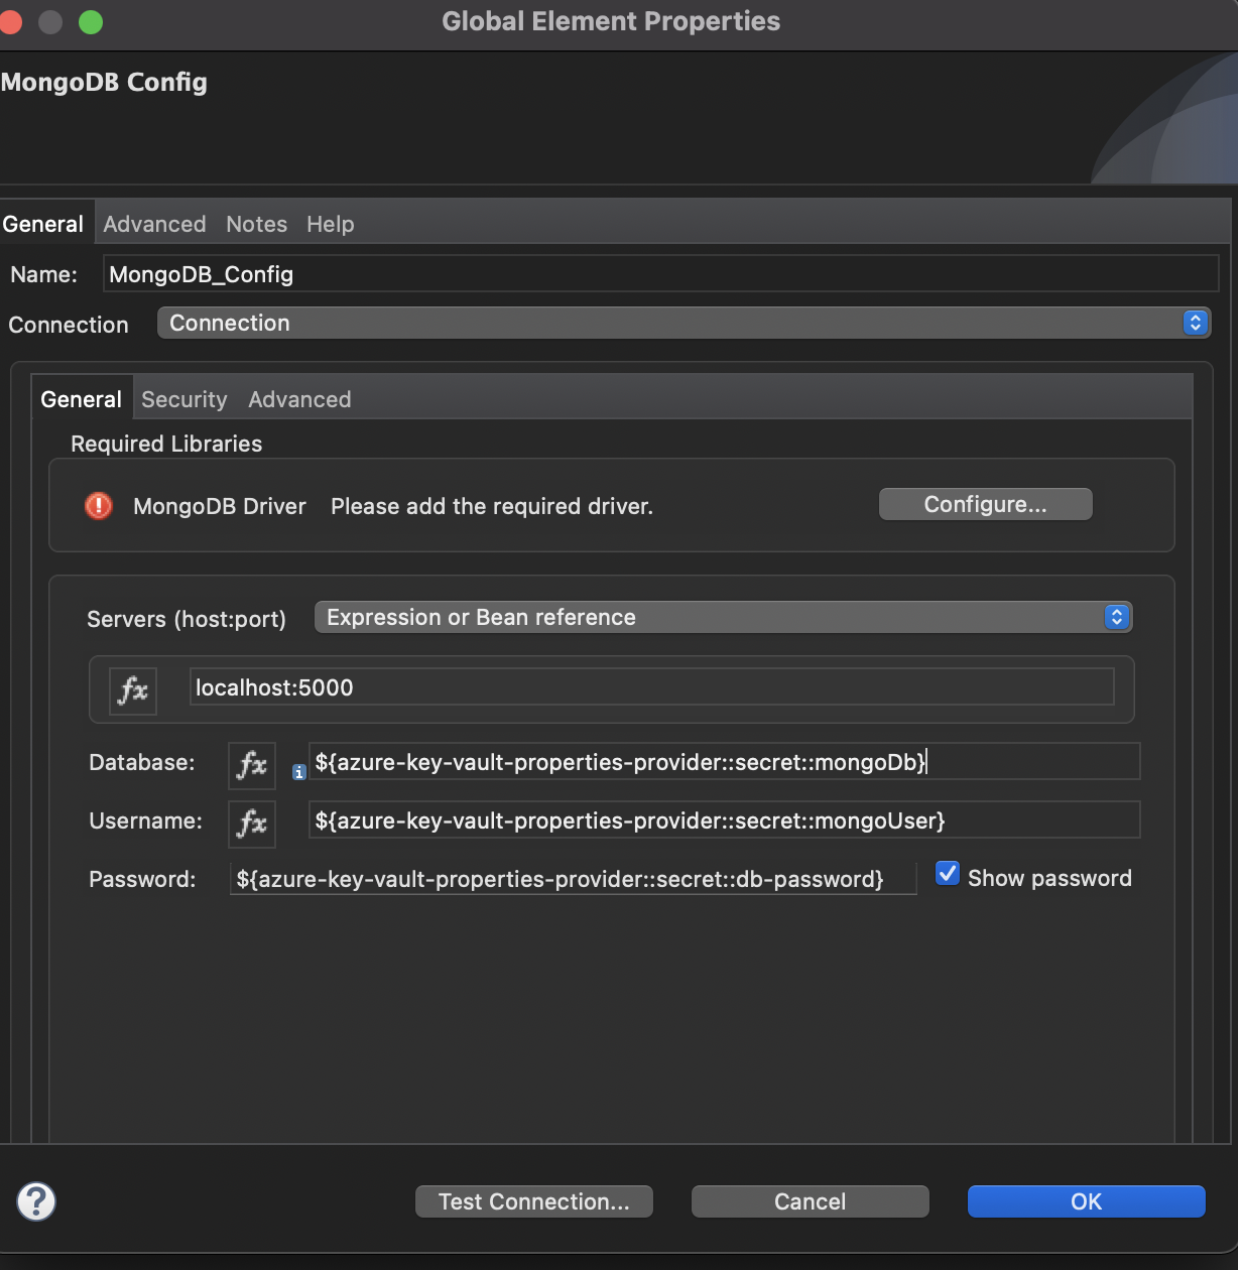 Global Element Properties
MongoDB Config
General Advanced Notes Help
Name: MongoDB_Config
Connection Connection
General Security Advanced
Required Libraries
! MongoDB Driver Please add the required driver. Configure...
Servers (host:port) Expression or Bean reference
fx localhost:5000
Database: fx i ${azure-key-vault-properties-provider::secret::mongoDb}
Username: fx ${azure-key-vault-properties-provider::secret::mongoUser}
Password: ${azure-key-vault-properties-provider::secret::db-password} Show password
? Test Connection... Cancel OK